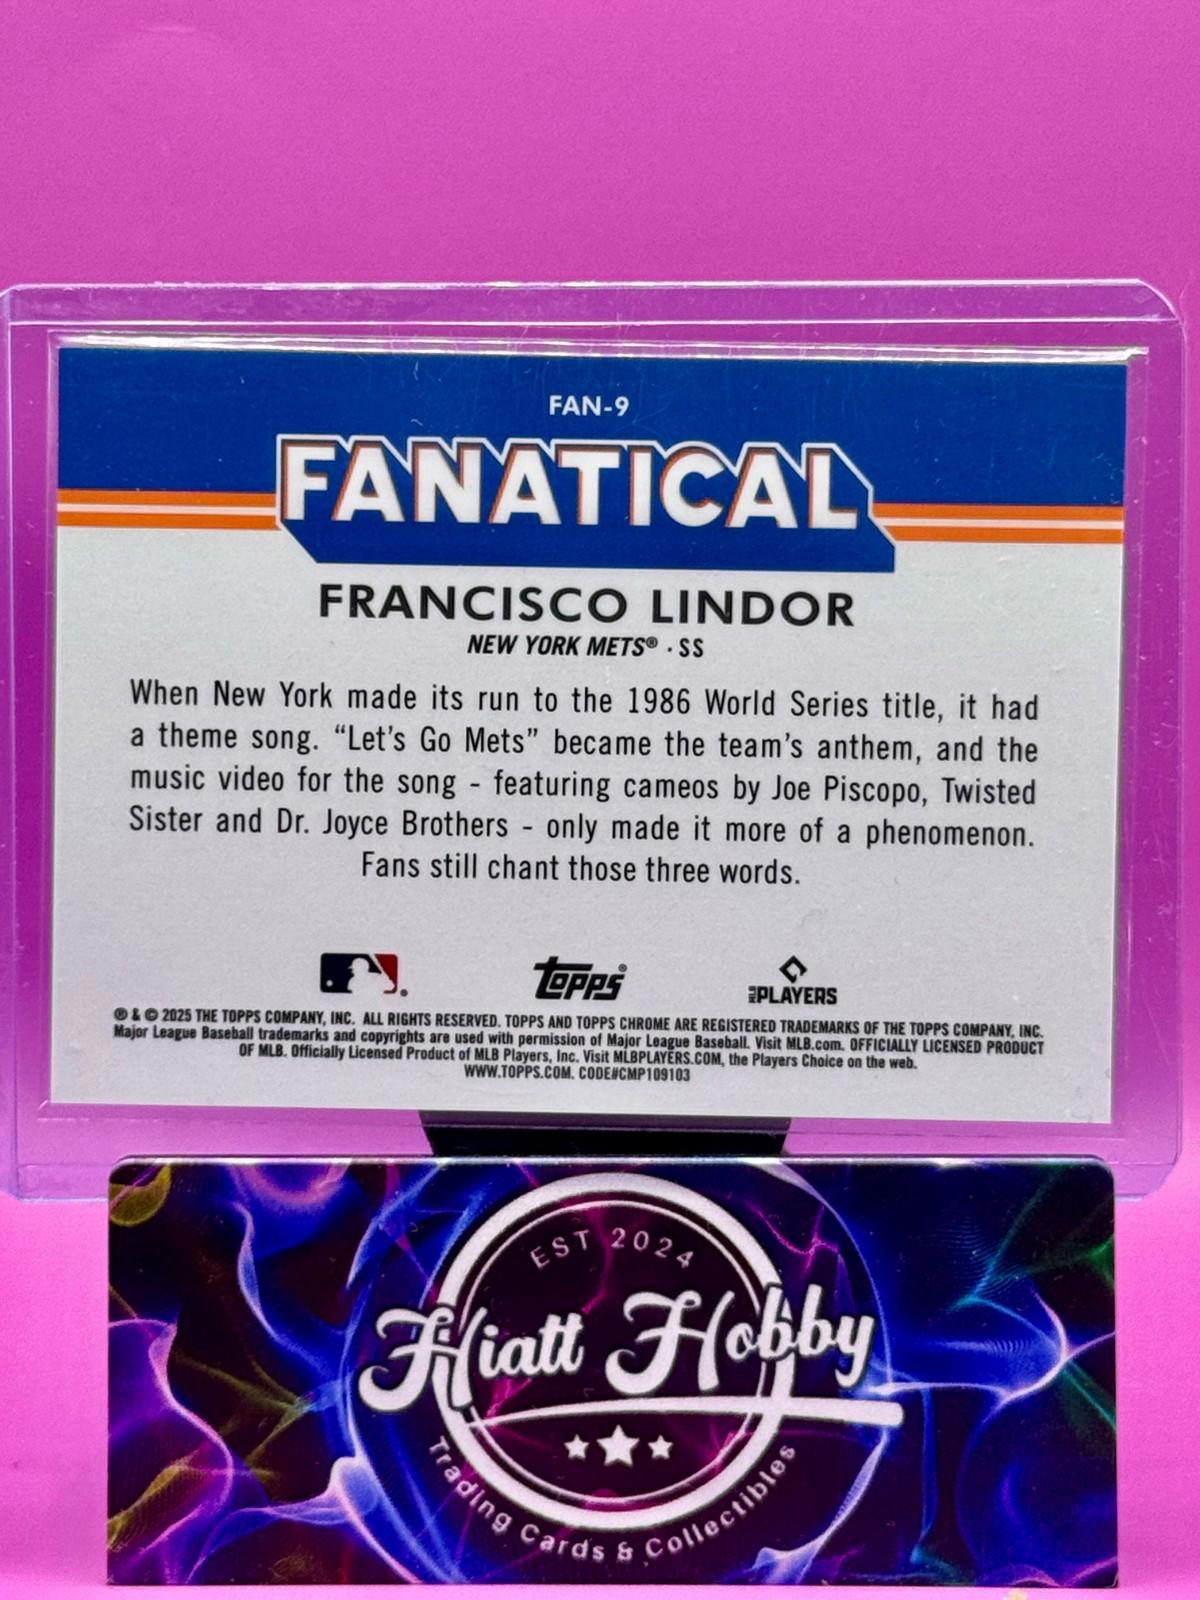 FAN-9
FANATICAL
FRANCISCO LINDOR
NEW YORK METS® · SS
When New York made its run to the 1986 World Series title, it had
a theme song. “Let’s Go Mets” became the team’s anthem, and the
music video for the song - featuring cameos by Joe Piscopo, Twisted
Sister and Dr. Joyce Brothers - only made it more of a phenomenon.
Fans still chant those three words.
Topps®
PLAYERS
® & © 2025 THE TOPPS COMPANY, INC. ALL RIGHTS RESERVED. TOPPS AND TOPPS CHROME ARE REGISTERED TRADEMARKS OF THE TOPPS COMPANY, INC.
Major League Baseball trademarks and copyrights are used with permission of Major League Baseball. Visit MLB.com. OFFICIALLY LICENSED PRODUCT
OF MLB. Officially Licensed Product of MLB Players, Inc. Visit MLBPLAYERS.COM, the Players Choice on the web.
WWW.TOPPS.COM. CODE#CMP109103
EST 2024
Hiatt Hobby
Trading Cards & Collectibles